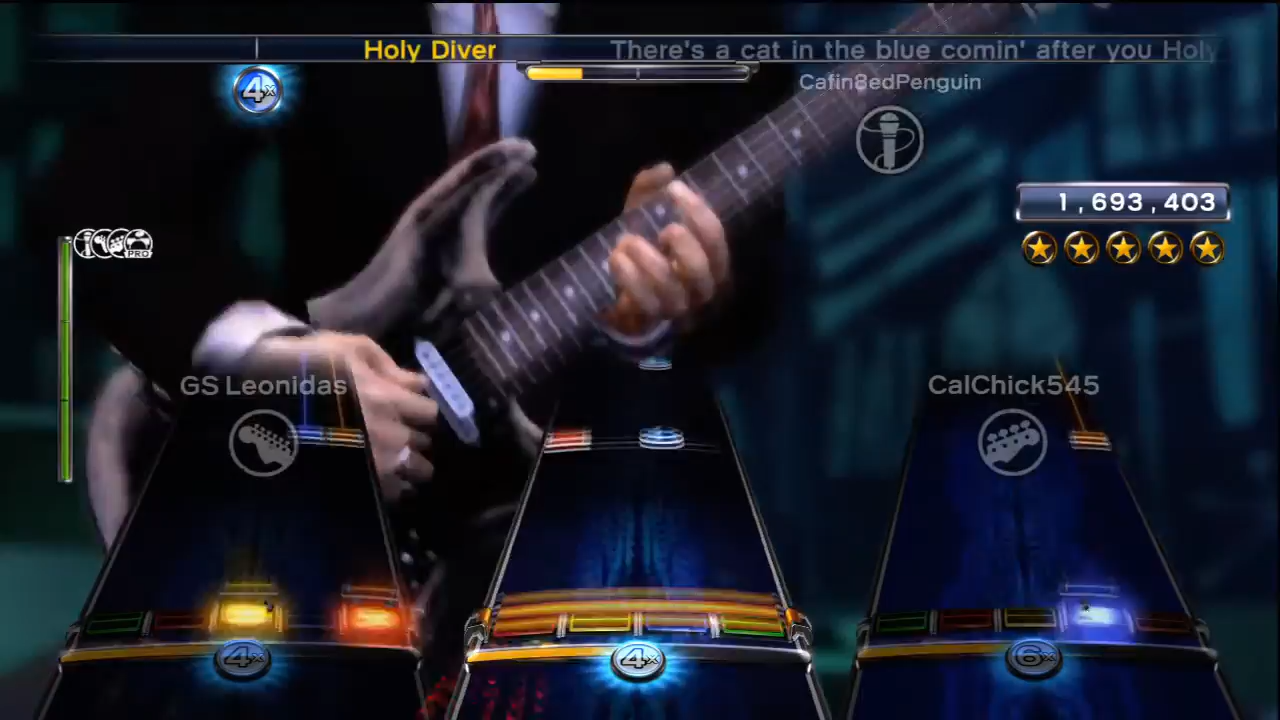 Holy Diver There's a cat in the blue comin' after you Holy
4x
Cafin8edPenguin
1,693,403
PRO
GS Leonidas
CalChick545
4x
4x
6x